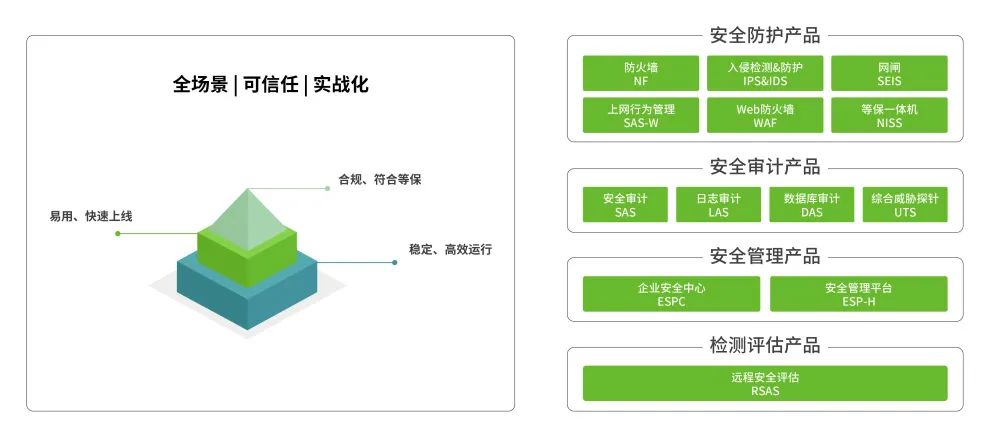 全场景 | 可信任 | 实战化
合规、符合等保
易用、快速上线
稳定、高效运行
安全防护产品
防火墙
NF
入侵检测&防护
IPS&IDS
网闸
SEIS
上网行为管理
SAS-W
Web防火墙
WAF
等保一体机
NISS
安全审计产品
安全审计
SAS
日志审计
LAS
数据库审计
DAS
综合威胁探针
UTS
安全管理产品
企业安全中心
ESPC
安全管理平台
ESP-H
检测评估产品
远程安全评估
RSAS